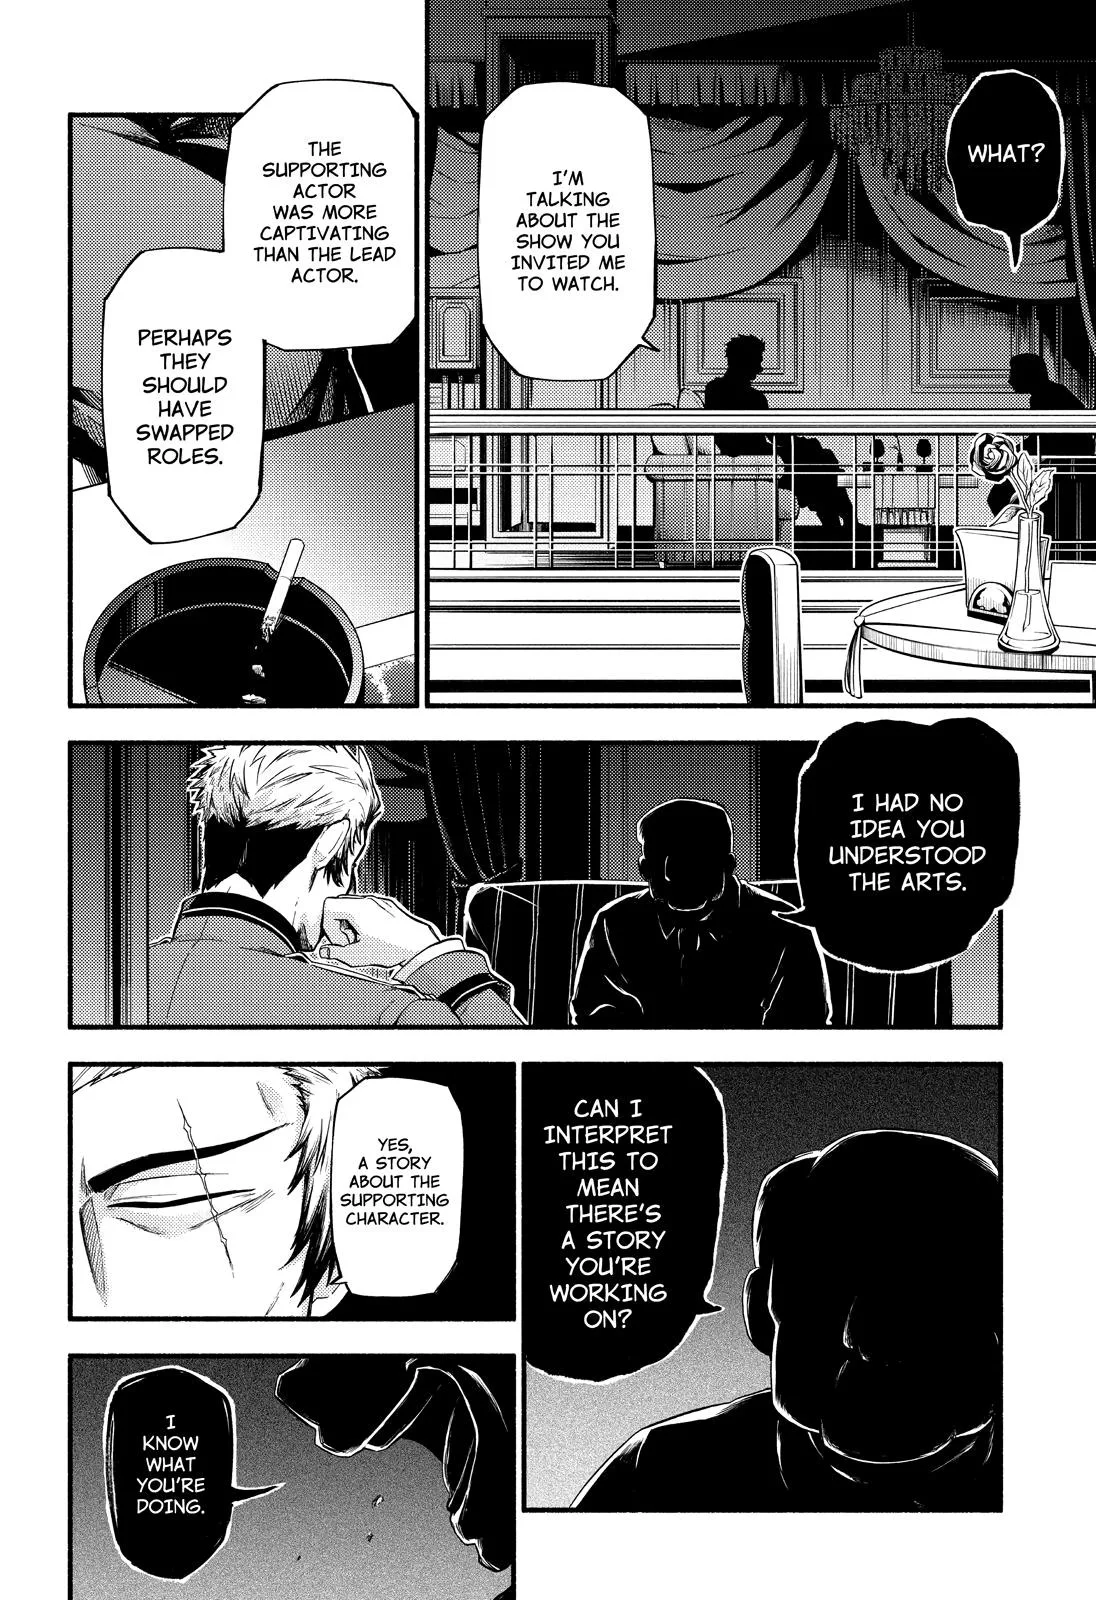 WHAT?
I'M
TALKING
ABOUT THE
SHOW YOU
INVITED ME
TO WATCH.
THE
SUPPORTING
ACTOR
WAS MORE
CAPTIVATING
THAN THE LEAD
ACTOR.
PERHAPS
THEY
SHOULD
HAVE
SWAPPED
ROLES.
I HAD NO
IDEA YOU
UNDERSTOOD
THE ARTS.
CAN I
INTERPRET
THIS TO
MEAN
THERE'S
A STORY
YOU'RE
WORKING
ON?
YES,
A STORY
ABOUT THE
SUPPORTING
CHARACTER.
I
KNOW
WHAT
YOU'RE
DOING.